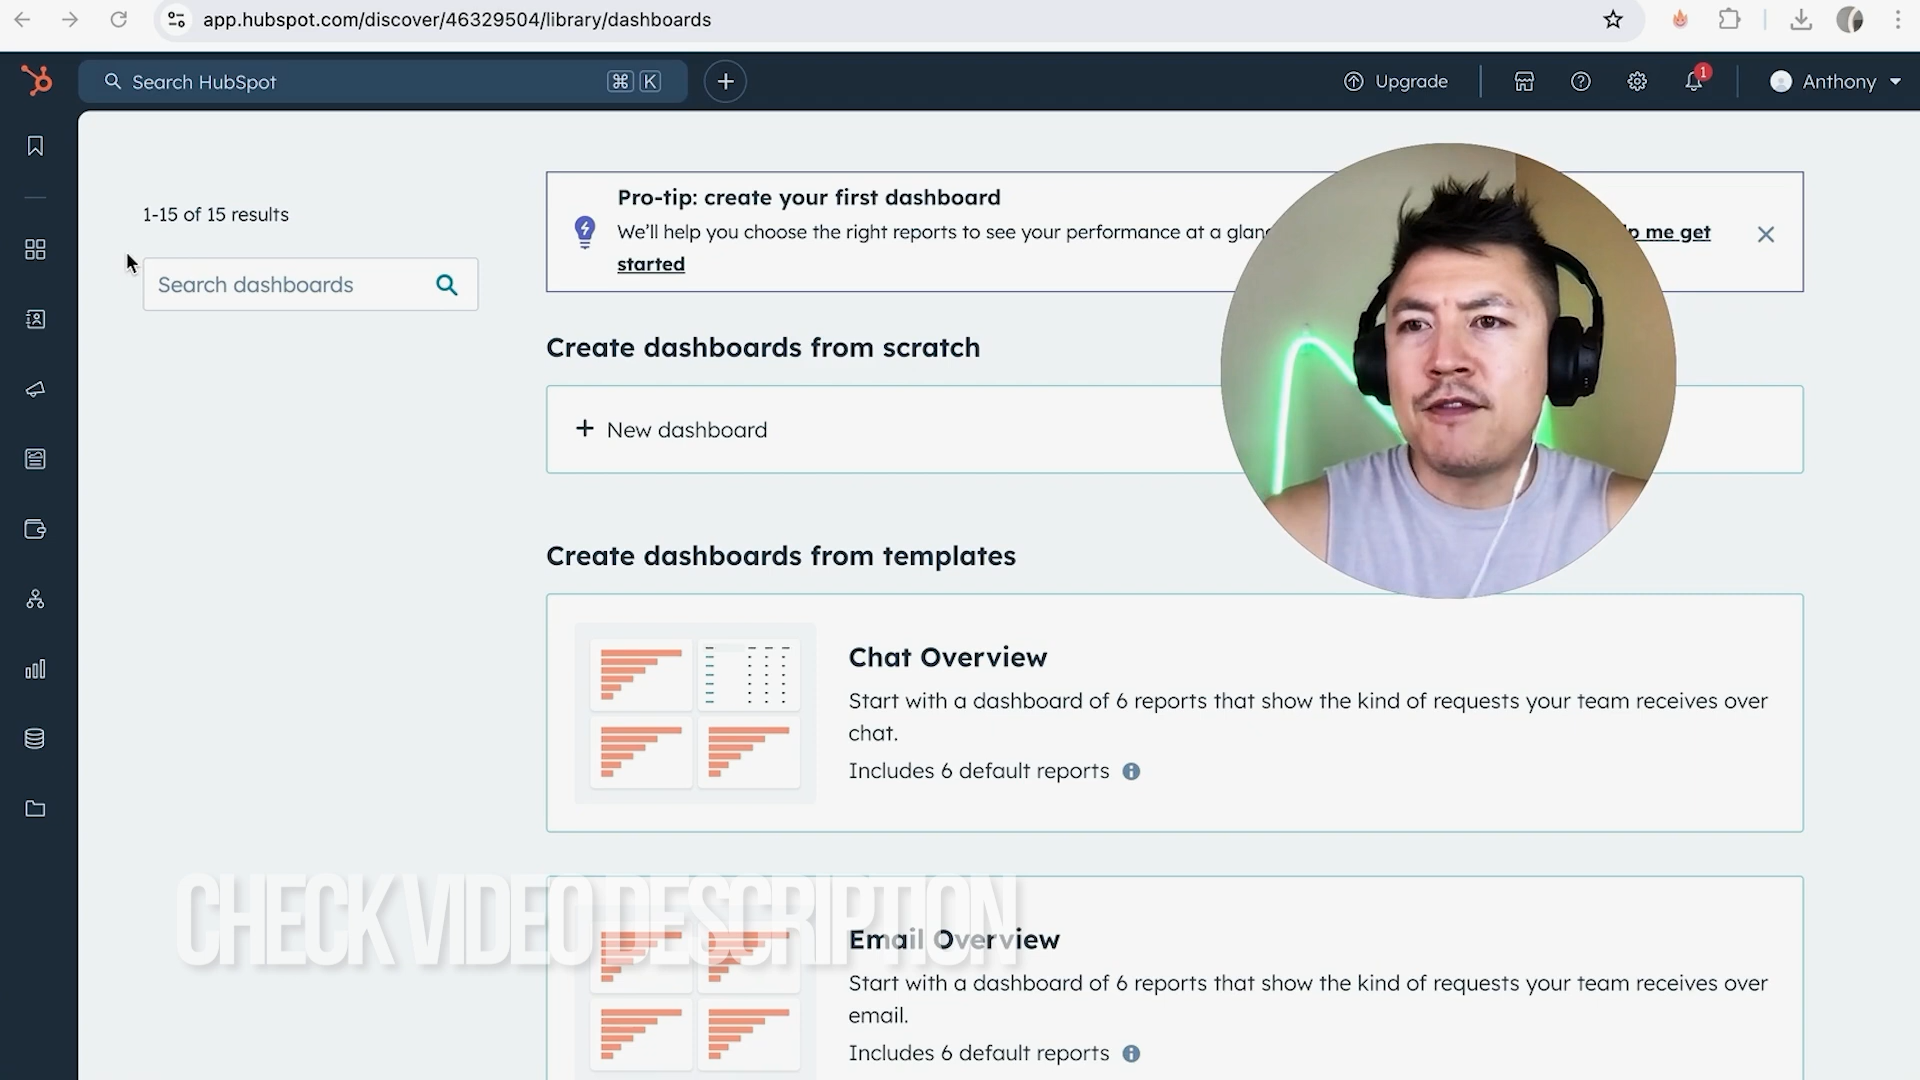 app.hubspot.com/discover/46329504/library/dashboards
Search HubSpot
⌘ K
Upgrade
1
Anthony
1-15 of 15 results
Search dashboards
Pro-tip: create your first dashboard
We'll help you choose the right reports to see your performance at a
me get
started
Create dashboards from scratch
+ New dashboard
Create dashboards from templates
Chat Overview
Start with a dashboard of 6 reports that show the kind of requests your team receives over
chat.
Includes 6 default reports
CHECK VIDEO DESCRIPTION
Email Overview
Start with a dashboard of 6 reports that show the kind of requests your team receives over
email.
Includes 6 default reports